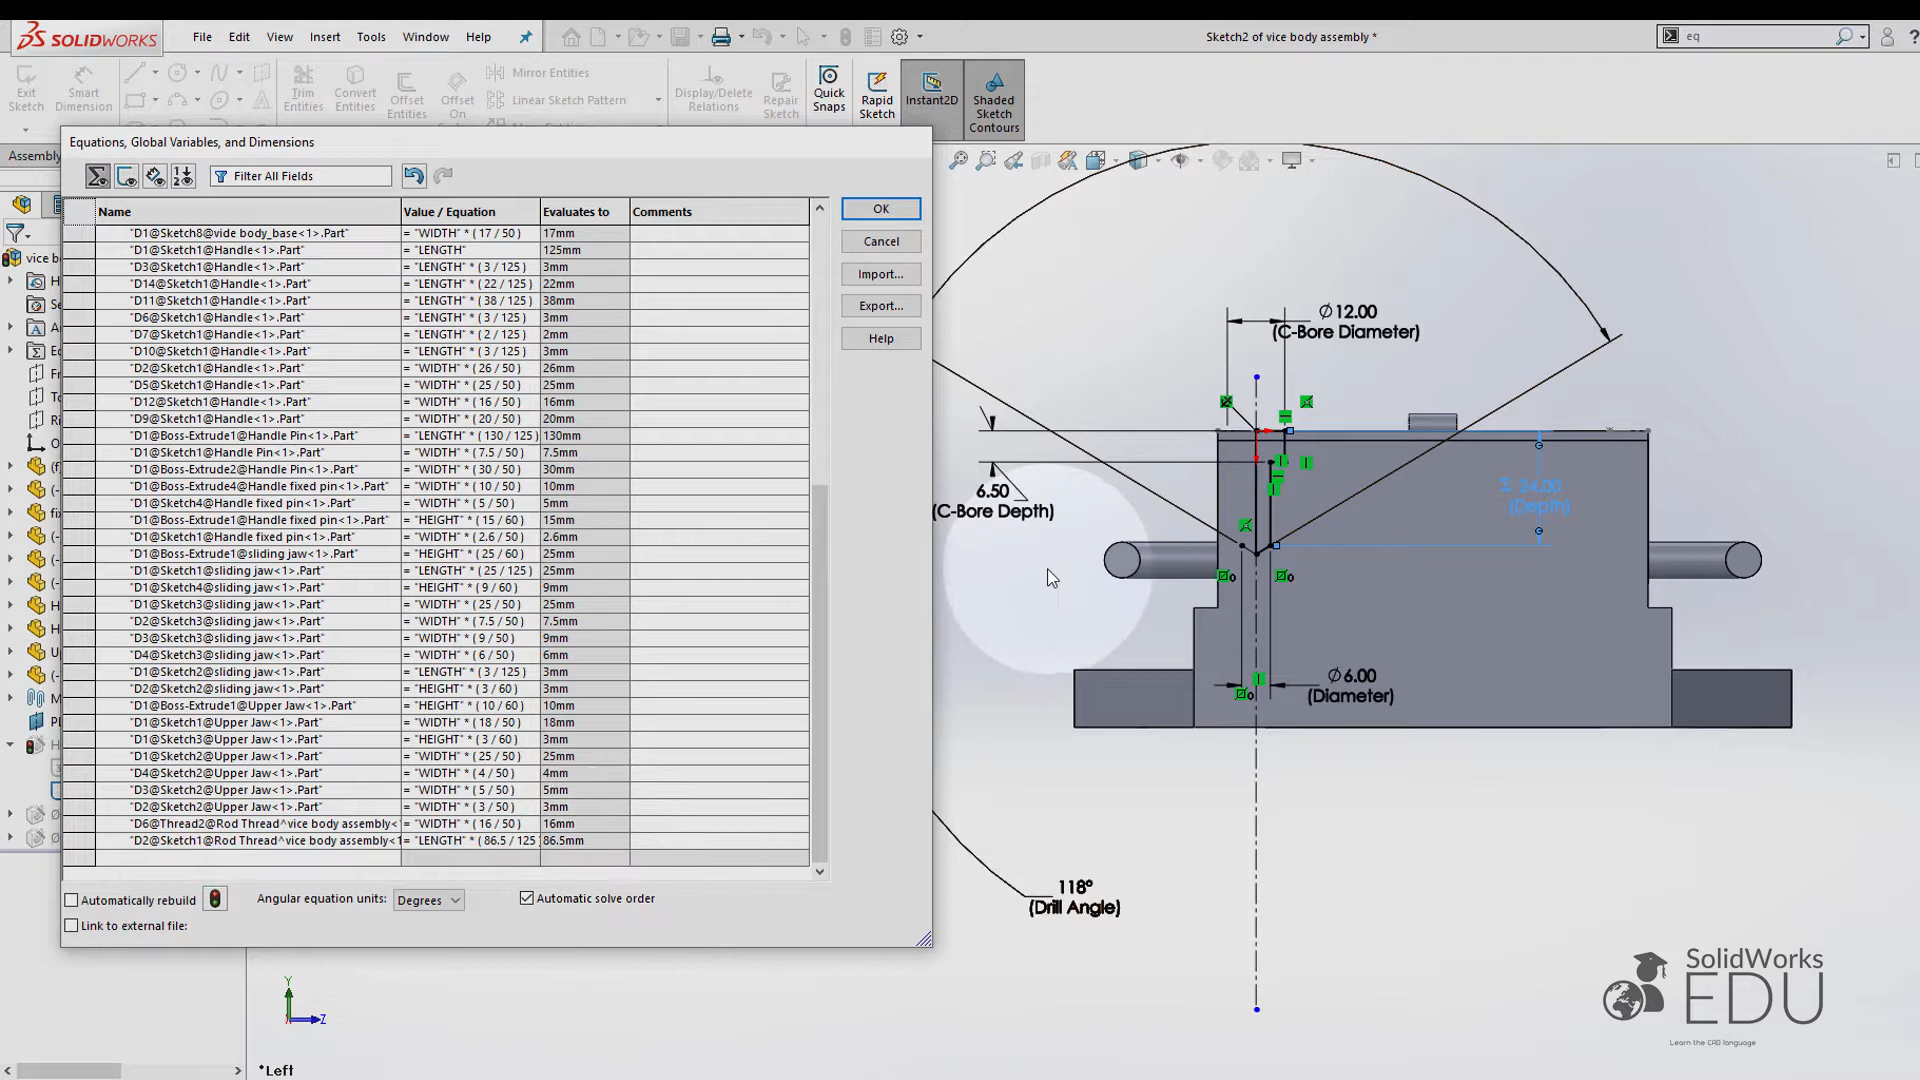 SOLIDWORKS File Edit View Insert Tools Window Help Sketch2 of vice body assembly * eq ?
Exit Sketch
Smart Dimension
Trim Entities
Convert Entities
Offset Entities
Offset On
Mirror Entities
Linear Sketch Pattern
Display/Delete Relations
Repair Sketch
Quick Snaps
Rapid Sketch
Instant2D
Shaded Sketch Contours
Assembly
Equations, Global Variables, and Dimensions
Filter All Fields
Name Value / Equation Evaluates to Comments
"D1@Sketch8@vide body_base<1>.Part" = "WIDTH" * ( 17 / 50 ) 17mm
"D1@Sketch1@Handle<1>.Part" = "LENGTH" 125mm
"D3@Sketch1@Handle<1>.Part" = "LENGTH" * ( 3 / 125 ) 3mm
"D14@Sketch1@Handle<1>.Part" = "LENGTH" * ( 22 / 125 ) 22mm
"D11@Sketch1@Handle<1>.Part" = "LENGTH" * ( 38 / 125 ) 38mm
"D6@Sketch1@Handle<1>.Part" = "LENGTH" * ( 3 / 125 ) 3mm
"D7@Sketch1@Handle<1>.Part" = "LENGTH" * ( 2 / 125 ) 2mm
"D10@Sketch1@Handle<1>.Part" = "LENGTH" * ( 3 / 125 ) 3mm
"D2@Sketch1@Handle<1>.Part" = "WIDTH" * ( 26 / 50 ) 26mm
"D5@Sketch1@Handle<1>.Part" = "WIDTH" * ( 25 / 50 ) 25mm
"D12@Sketch1@Handle<1>.Part" = "WIDTH" * ( 16 / 50 ) 16mm
"D9@Sketch1@Handle<1>.Part" = "WIDTH" * ( 20 / 50 ) 20mm
"D1@Boss-Extrude1@Handle Pin<1>.Part" = "LENGTH" * ( 130 / 125 ) 130mm
"D1@Sketch1@Handle Pin<1>.Part" = "WIDTH" * ( 7.5 / 50 ) 7.5mm
"D1@Boss-Extrude2@Handle Pin<1>.Part" = "WIDTH" * ( 30 / 50 ) 30mm
"D1@Boss-Extrude4@Handle fixed pin<1>.Part" = "WIDTH" * ( 10 / 50 ) 10mm
"D1@Sketch4@Handle fixed pin<1>.Part" = "WIDTH" * ( 5 / 50 ) 5mm
"D1@Boss-Extrude1@Handle fixed pin<1>.Part" = "HEIGHT" * ( 15 / 60 ) 15mm
"D1@Sketch1@Handle fixed pin<1>.Part" = "WIDTH" * ( 2.6 / 50 ) 2.6mm
"D1@Boss-Extrude1@sliding jaw<1>.Part" = "HEIGHT" * ( 25 / 60 ) 25mm
"D1@Sketch1@sliding jaw<1>.Part" = "LENGTH" * ( 25 / 125 ) 25mm
"D1@Sketch4@sliding jaw<1>.Part" = "HEIGHT" * ( 9 / 60 ) 9mm
"D1@Sketch3@sliding jaw<1>.Part" = "WIDTH" * ( 25 / 50 ) 25mm
"D2@Sketch3@sliding jaw<1>.Part" = "WIDTH" * ( 7.5 / 50 ) 7.5mm
"D3@Sketch3@sliding jaw<1>.Part" = "WIDTH" * ( 9 / 50 ) 9mm
"D4@Sketch3@sliding jaw<1>.Part" = "WIDTH" * ( 6 / 50 ) 6mm
"D1@Sketch2@sliding jaw<1>.Part" = "LENGTH" * ( 3 / 125 ) 3mm
"D2@Sketch2@sliding jaw<1>.Part" = "HEIGHT" * ( 3 / 60 ) 3mm
"D1@Boss-Extrude1@Upper Jaw<1>.Part" = "HEIGHT" * ( 10 / 60 ) 10mm
"D1@Sketch1@Upper Jaw<1>.Part" = "WIDTH" * ( 18 / 50 ) 18mm
"D1@Sketch3@Upper Jaw<1>.Part" = "HEIGHT" * ( 3 / 60 ) 3mm
"D1@Sketch2@Upper Jaw<1>.Part" = "WIDTH" * ( 25 / 50 ) 25mm
"D4@Sketch2@Upper Jaw<1>.Part" = "WIDTH" * ( 4 / 50 ) 4mm
"D3@Sketch2@Upper Jaw<1>.Part" = "WIDTH" * ( 5 / 50 ) 5mm
"D2@Sketch2@Upper Jaw<1>.Part" = "WIDTH" * ( 3 / 50 ) 3mm
"D6@Thread2@Rod Thread^vice body assembly< = "WIDTH" * ( 16 / 50 ) 16mm
"D2@Sketch1@Rod Thread^vice body assembly<1 = "LENGTH" * ( 86.5 / 125 86.5mm
OK
Cancel
Import...
Export...
Help
Automatically rebuild Angular equation units: Degrees Automatic solve order
Link to external file:
vice b
fix
Up
Ø12.00
(C-Bore Diameter)
6.50
(C-Bore Depth)
Σ 24.00
(Depth)
Ø6.00
(Diameter)
118°
(Drill Angle)
Y
Z
*Left
SolidWorks
EDU
Learn the CAD language